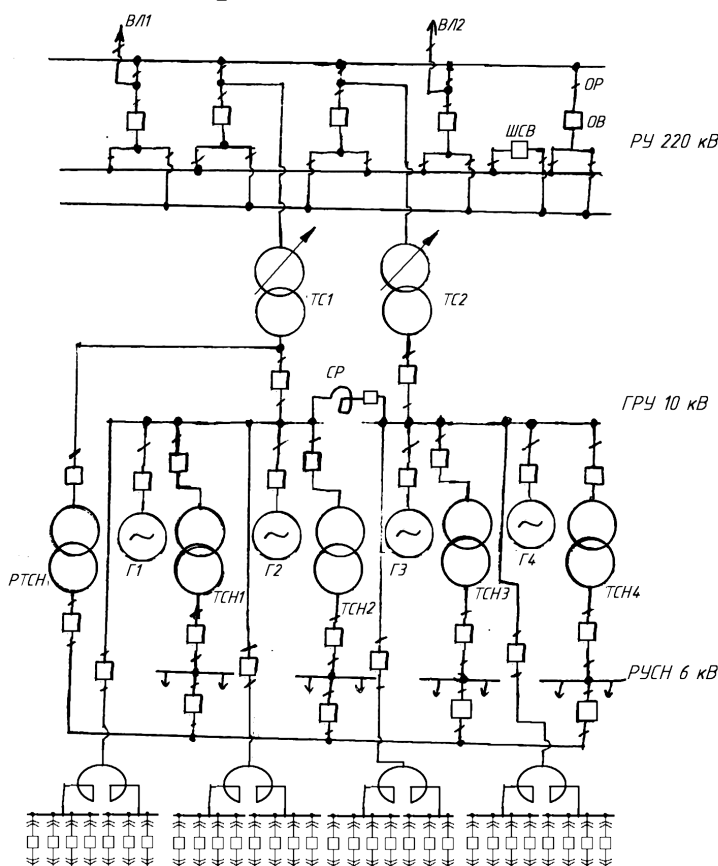 ВЛ1
ВЛ2
ОР
ШСВ
ОВ
РУ 220 кВ
ТС1
ТС2
СР
ГРУ 10 кВ
РТСН
Г1
ТСН1
Г2
ТСН2
Г3
ТСН3
Г4
ТСН4
РУСН 6 кВ